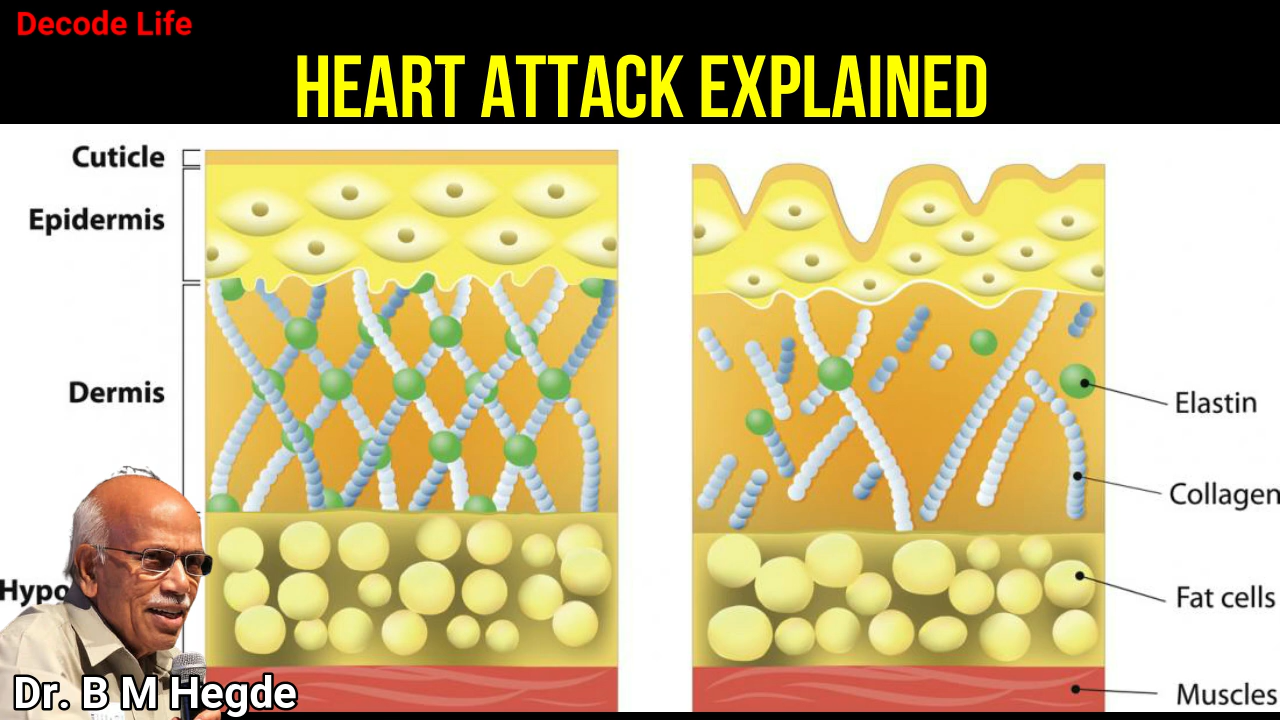 Decode Life
HEART ATTACK EXPLAINED
Cuticle
Epidermis
Dermis
Hypo
Elastin
Collagen
Fat cells
Muscles
Dr. B M Hegde